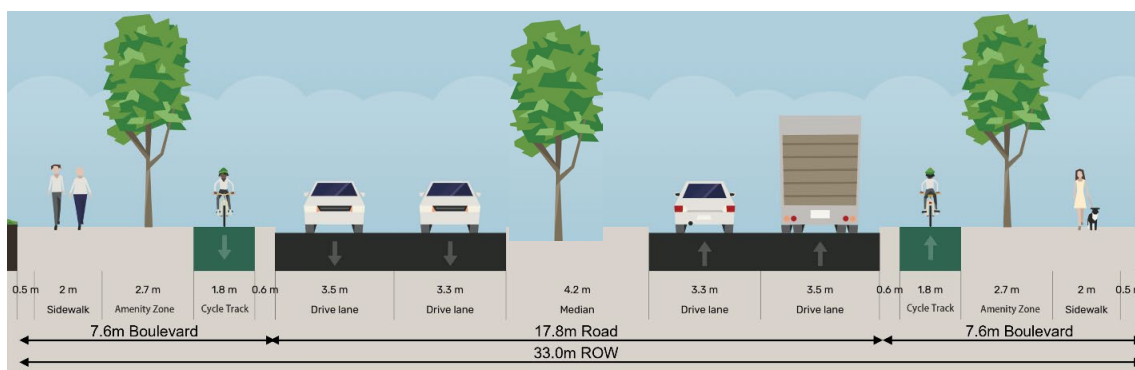 0.5 m 2 m 2.7 m 1.8 m 0.6 m 3.5 m 3.3 m 4.2 m 3.3 m 3.5 m 0.6 m 1.8 m 2.7 m 2 m 0.5 m
Sidewalk Amenity Zone Cycle Track Drive lane Drive lane Median Drive lane Drive lane Cycle Track Amenity Zone Sidewalk
7.6m Boulevard 17.8m Road 7.6m Boulevard
33.0m ROW